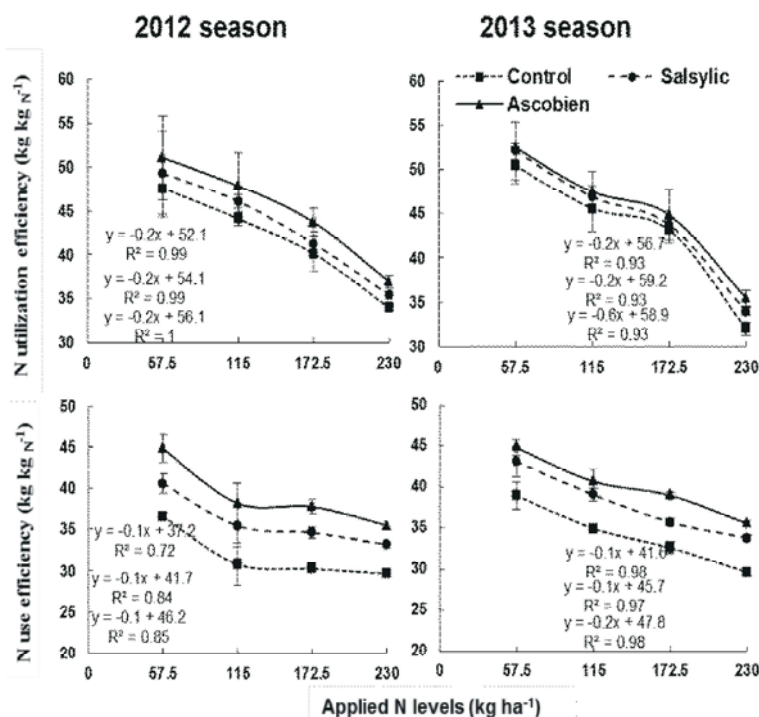 2012 season
2013 season
N utilization efficiency (kg kg N⁻¹)
60
55
50
45
40
35
30
0
57.5
115
172.5
230
y = -0.2x + 52.1
R² = 0.99
y = -0.2x + 54.1
R² = 0.99
y = -0.2x + 56.1
R² = 1
60
55
50
45
40
35
30
0
57.5
115
172.5
230
Control
Salsylic
Ascobien
y = -0.2x + 56.7
R² = 0.93
y = -0.2x + 59.2
R² = 0.93
y = -0.6x + 58.9
R² = 0.93
N use efficiency (kg kg N⁻¹)
50
45
40
35
30
25
20
0
57.5
115
172.5
230
y = -0.1x + 37.2
R² = 0.72
y = -0.1x + 41.7
R² = 0.84
y = -0.1 + 46.2
R² = 0.85
50
45
40
35
30
25
20
0
57.5
115
172.5
230
y = -0.1x + 41.6
R² = 0.98
y = -0.1x + 45.7
R² = 0.97
y = -0.2x + 47.8
R² = 0.98
Applied N levels (kg ha⁻¹)